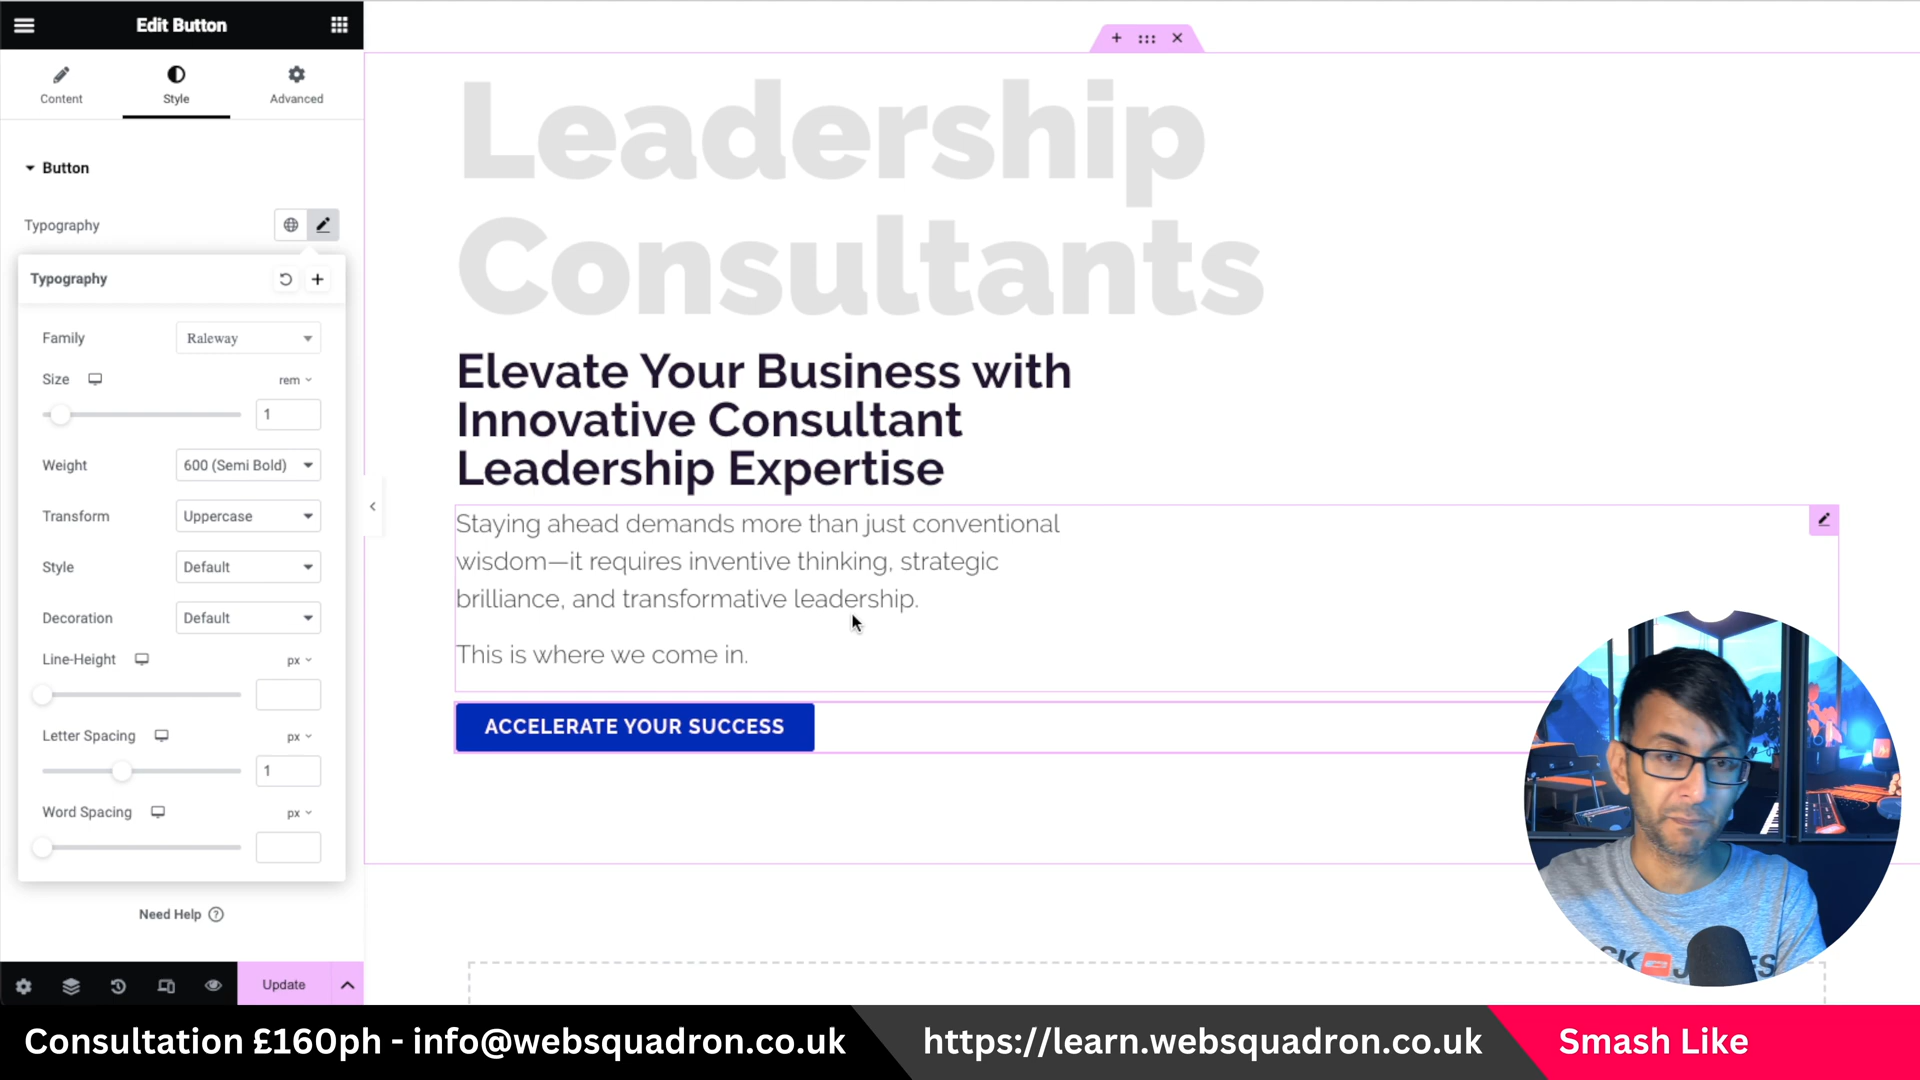 Edit Button
Content
Style
Advanced
Button
Typography
Typography
Family
Raleway
Size
rem
1
Weight
600 (Semi Bold)
Transform
Uppercase
Style
Default
Decoration
Default
Line-Height
px
Letter Spacing
px
1
Word Spacing
px
Need Help
Update
Leadership
Consultants
Elevate Your Business with
Innovative Consultant
Leadership Expertise
Staying ahead demands more than just conventional
wisdom—it requires inventive thinking, strategic
brilliance, and transformative leadership.
This is where we come in.
ACCELERATE YOUR SUCCESS
Consultation £160ph - info@websquadron.co.uk
https://learn.websquadron.co.uk
Smash Like